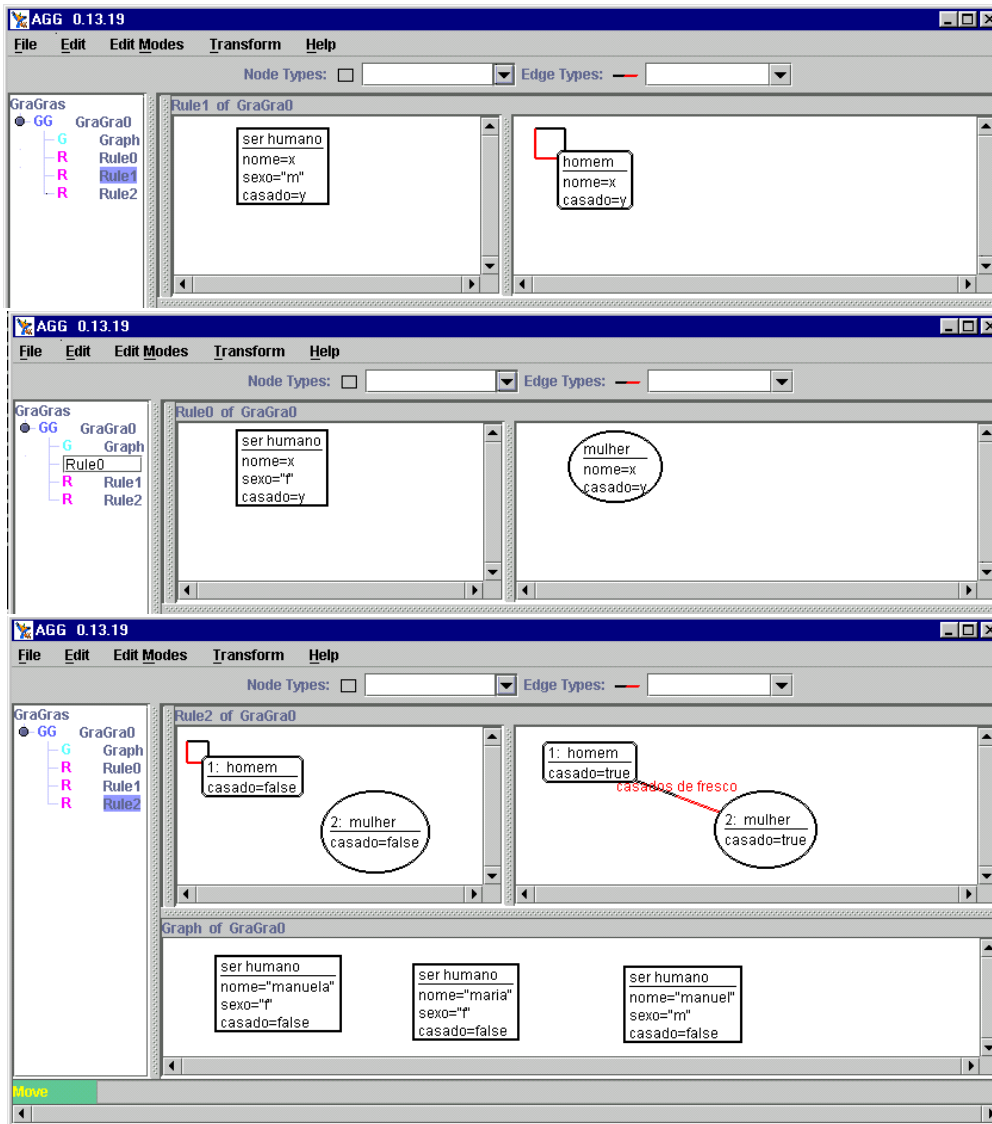 AGG 0.13.19
File Edit Edit Modes Transform Help
Node Types: Edge Types:
GraGras
GG GraGra0
G Graph
R Rule0
R Rule1
R Rule2
Rule1 of GraGra0
ser humano
nome=x
sexo="m"
casado=y
homem
nome=x
casado=y
AGG 0.13.19
File Edit Edit Modes Transform Help
Node Types: Edge Types:
GraGras
GG GraGra0
G Graph
Rule0
R Rule1
R Rule2
Rule0 of GraGra0
ser humano
nome=x
sexo="f"
casado=y
mulher
nome=x
casado=y
AGG 0.13.19
File Edit Edit Modes Transform Help
Node Types: Edge Types:
GraGras
GG GraGra0
G Graph
R Rule0
R Rule1
R Rule2
Rule2 of GraGra0
1: homem
casado=false
2: mulher
casado=false
1: homem
casado=true
casados de fresco
2: mulher
casado=true
Graph of GraGra0
ser humano
nome="manuela"
sexo="f"
casado=false
ser humano
nome="maria"
sexo="f"
casado=false
ser humano
nome="manuel"
sexo="m"
casado=false
Move